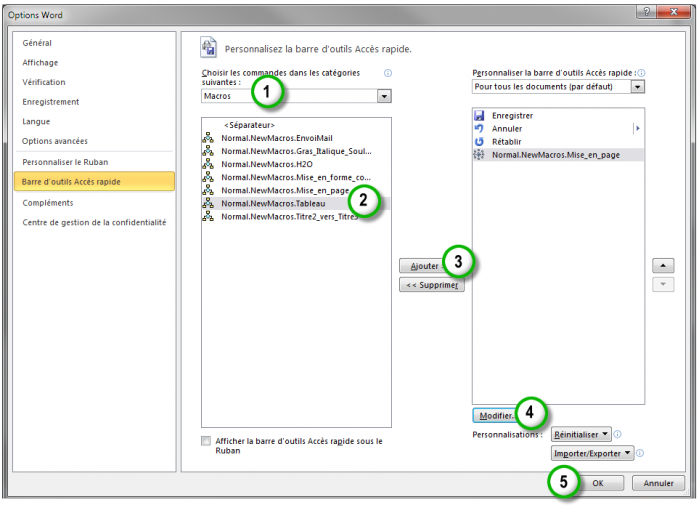 Options Word
Général
Affichage
Vérification
Enregistrement
Langue
Options avancées
Personnaliser le Ruban
Barre d'outils Accès rapide
Compléments
Centre de gestion de la confidentialité
Personnalisez la barre d'outils Accès rapide.
Choisir les commandes dans les catégories
suivantes :
1
Macros
<Séparateur>
Normal.NewMacros.EnvoiMail
Normal.NewMacros.Gras_Italique_Soul...
Normal.NewMacros.H2O
Normal.NewMacros.Mise_en_forme_co...
Normal.NewMacros.Mise_en_page
Normal.NewMacros.Tableau
2
Normal.NewMacros.Titre2_vers_Titre3
Afficher la barre d'outils Accès rapide sous le
Ruban
Ajouter
3
<< Supprimer
Personnaliser la barre d'outils Accès rapide :
Pour tous les documents (par défaut)
Enregistrer
Annuler
Rétablir
Normal.NewMacros.Mise_en_page
Modifier...
4
Personnalisations :
Réinitialiser
Importer/Exporter
5
OK
Annuler